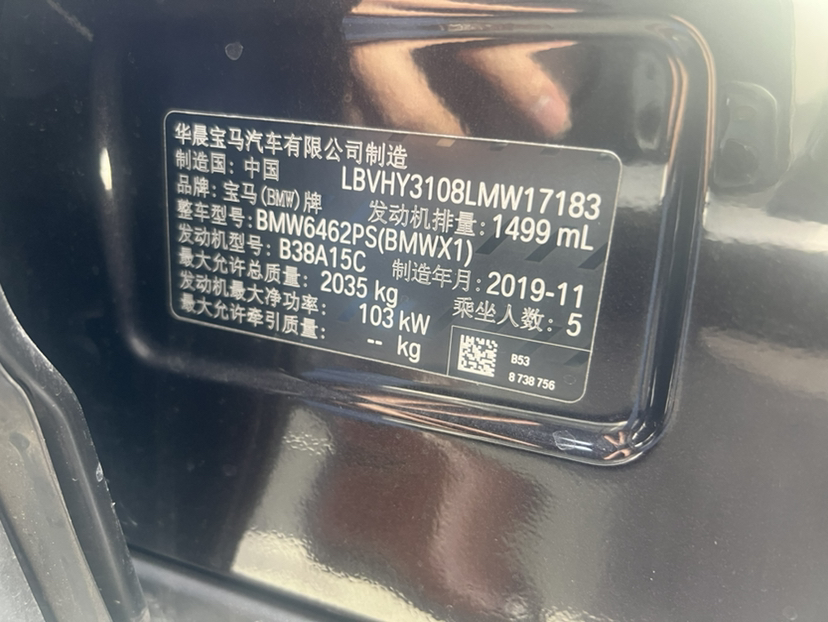 华晨宝马汽车有限公司制造
制造国: 中国 LBVHY3108LMW17183
品牌: 宝马(BMW)牌 发动机排量: 1499 mL
整车型号: BMW6462PS(BMWX1)
发动机型号: B38A15C 制造年月: 2019-11
最大允许总质量: 2035 kg 乘坐人数: 5
发动机最大净功率: 103 kW
最大允许牵引质量: -- kg
B53
8 738 756